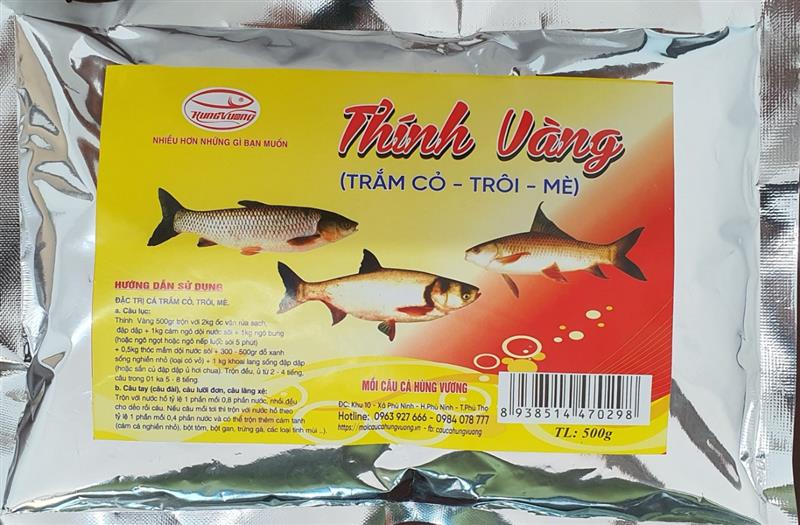 HUNGVUONG
NHIỀU HƠN NHỮNG GÌ BẠN MUỐN
Thính Vàng
(TRẮM CỎ - TRÔI - MÈ)
HƯỚNG DẪN SỬ DỤNG
ĐẶC TRỊ CÁ TRẮM CỎ, TRÔI, MÈ.
a. Câu lục:
Thính Vàng 500gr trộn với 2kg ốc vặn rửa sạch,
đập dập + 1kg cám ngô dội nước sôi + 1kg ngô bung
(hoặc ngô ngọt hoặc ngô nếp luộc sôi 5 phút)
+ 0,5kg thóc mầm dội nước sôi + 300 - 500gr đỗ xanh
sống nghiền nhỏ (loại có vỏ) + 1 kg khoai lang sống đập dập
(hoặc sắn củ đập dập ủ hơi chua). Trộn đều, ủ từ 2 - 4 tiếng.
câu trong 01 ka 5 - 8 tiếng.
b. Câu tay (câu đài), câu lưỡi đơn, câu lăng xê:
Trộn với nước hồ tỷ lệ 1 phần mồi 0,8 phần nước, nhồi đều
cho dẻo rồi câu. Nếu câu mồi tơi thì trộn với nước hồ theo
tỷ lệ 1 phần mồi 0,4 phần nước và có thể trộn thêm cám tanh
(cám cá nghiền nhỏ), bột tôm, bột gan, trứng gà, các loại tinh mùi ..).
MỒI CÂU CÁ HÙNG VƯƠNG
ĐC: Khu 10 - Xã Phú Ninh - H.Phù Ninh - T.Phú Thọ
Hotline: 0963 927 666 - 0984 078 777
https://moicaucahungvuong.vn - fb: caucahungvuong
8 938514 470298
TL: 500g